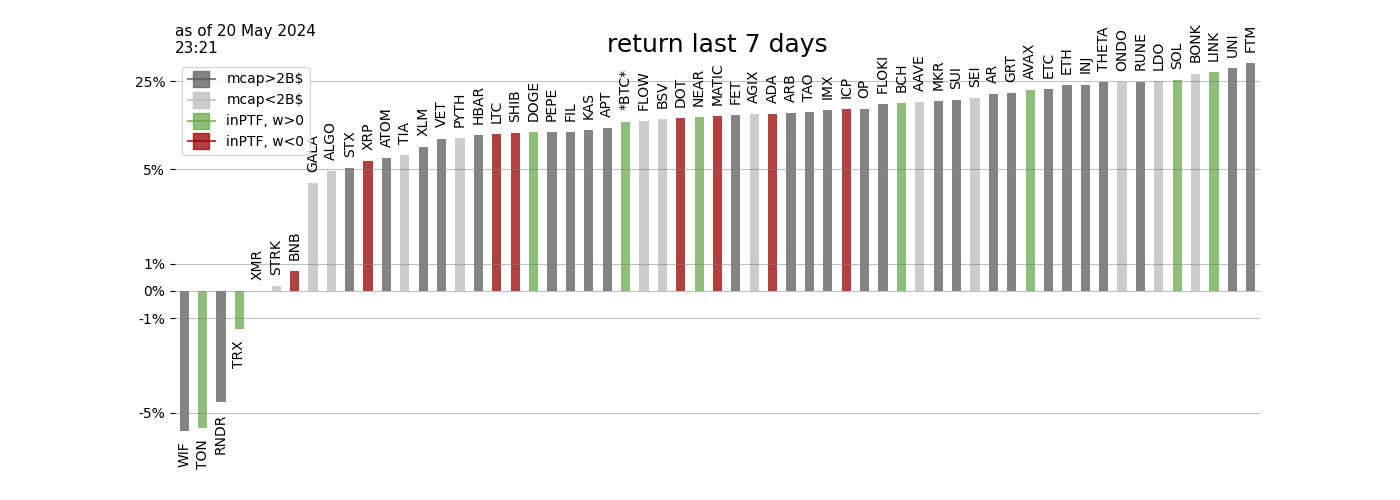 as of 20 May 2024
23:21
return last 7 days
mcap>2B$
mcap<2B$
inPTF, w>0
inPTF, w<0
25%
5%
1%
0%
-1%
-5%
WIF
TON
RNDR
TRX
XMR
STRK
BNB
GALA
ALGO
STX
XRP
ATOM
TIA
XLM
VET
PYTH
HBAR
LTC
SHIB
DOGE
PEPE
FIL
KAS
APT
*BTC*
FLOW
BSV
DOT
NEAR
MATIC
FET
AGIX
ADA
ARB
TAO
IMX
ICP
OP
FLOKI
BCH
AAVE
MKR
SUI
SEI
AR
GRT
AVAX
ETC
ETH
INJ
THETA
ONDO
RUNE
LDO
SOL
BONK
LINK
UNI
FTM